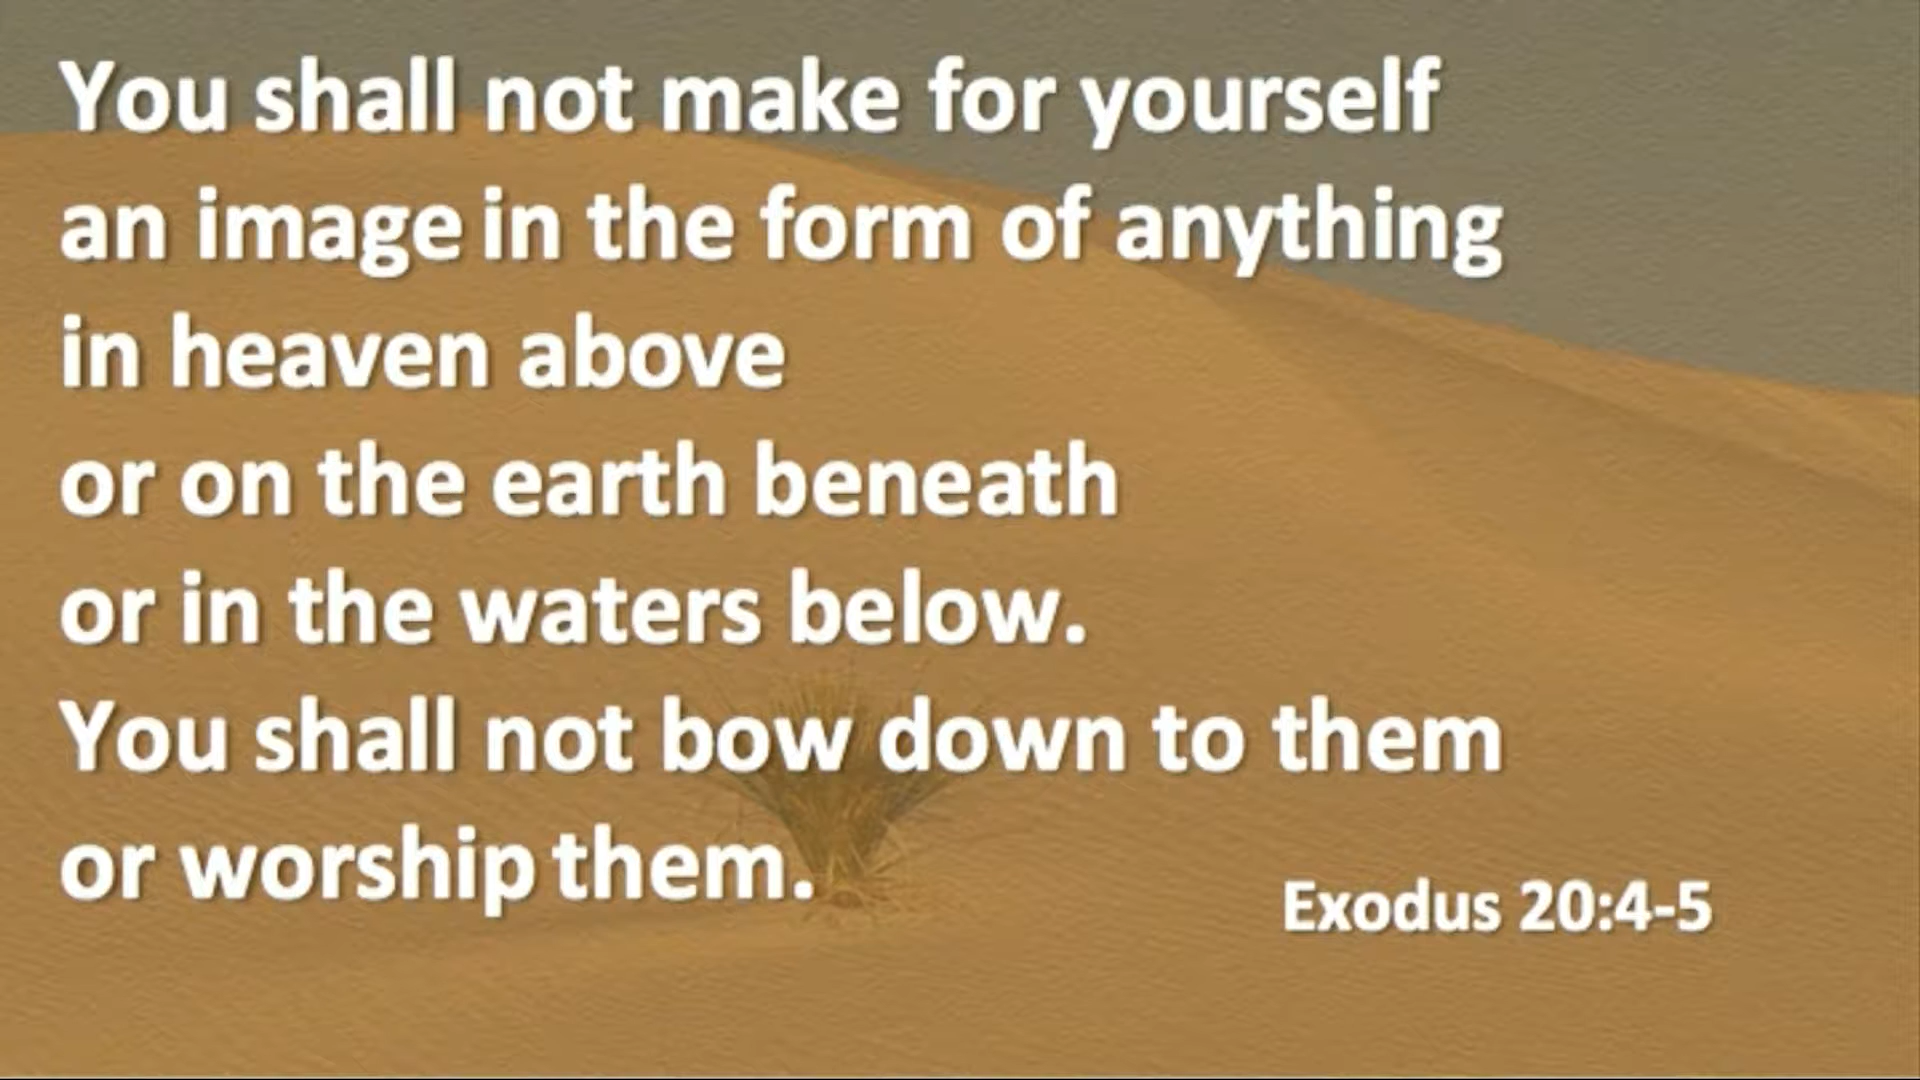 You shall not make for yourself
an image in the form of anything
in heaven above
or on the earth beneath
or in the waters below.
You shall not bow down to them
or worship them.
Exodus 20:4-5